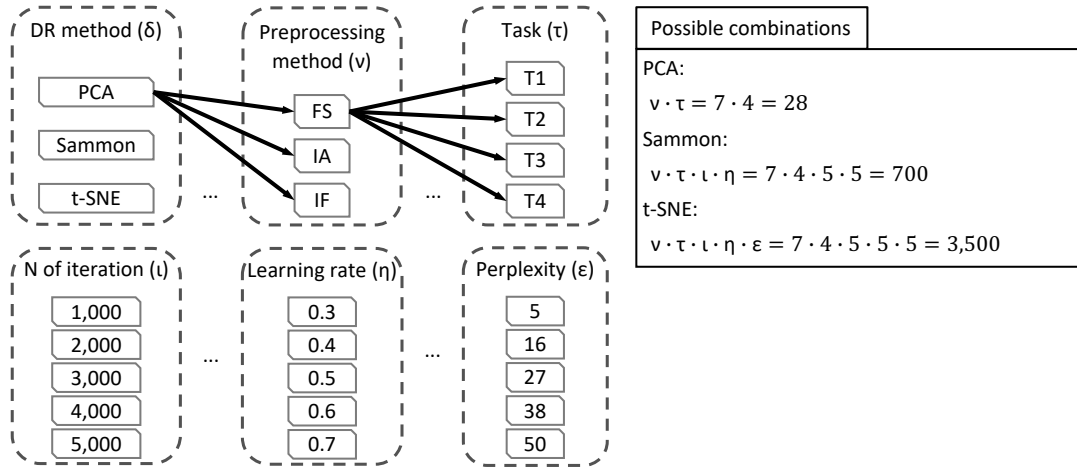 DR method (δ)
PCA
Sammon
t-SNE
...
Preprocessing
method (ν)
FS
IA
IF
...
Task (τ)
T1
T2
T3
T4
N of iteration (ι)
1,000
2,000
3,000
4,000
5,000
...
Learning rate (η)
0.3
0.4
0.5
0.6
0.7
...
Perplexity (ε)
5
16
27
38
50
Possible combinations
PCA:
ν · τ = 7 · 4 = 28
Sammon:
ν · τ · ι · η = 7 · 4 · 5 · 5 = 700
t-SNE:
ν · τ · ι · η · ε = 7 · 4 · 5 · 5 · 5 = 3,500